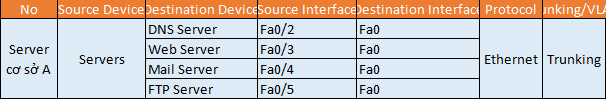 No Source Device Destination Device Source Interface Destination Interface Protocol unking/VLA
Server cơ sở A Servers DNS Server Fa0/2 Fa0 Ethernet Trunking
Web Server Fa0/3 Fa0
Mail Server Fa0/4 Fa0
FTP Server Fa0/5 Fa0